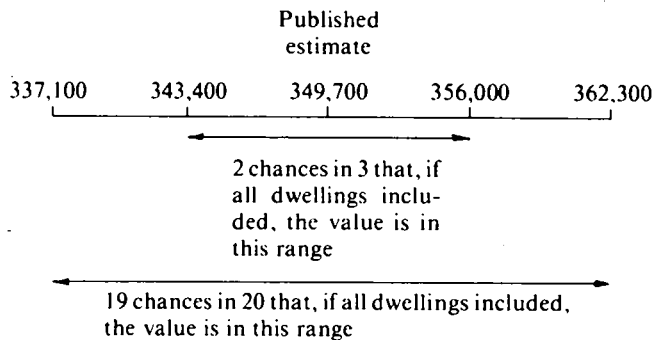 Published
estimate
337,100 343,400 349,700 356,000 362,300
2 chances in 3 that, if
all dwellings inclu-
ded, the value is in
this range
19 chances in 20 that, if all dwellings included,
the value is in this range